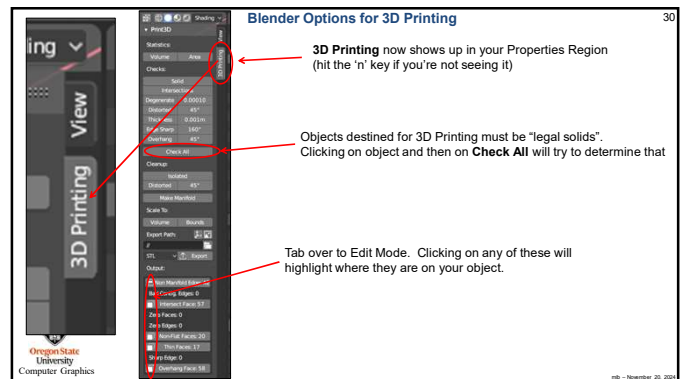 Blender Options for 3D Printing
30
ing
View
3D Printing
Shading
Print3D
Statistics:
Volume Area
Checks:
Solid
Intersections
Degenerate 0.00010
Distorted 45°
Thickness 0.001m
Edge Sharp 160°
Overhang 45°
Check All
Cleanup:
Isolated
Distorted 45°
Make Manifold
Scale To:
Volume Bounds
Export Path:
//
STL Export
Output:
Non Manifold Edges:
Bad Contig. Edges: 0
Intersect Face: 57
Zero Faces: 0
Zero Edges: 0
Non-Flat Faces: 20
Thin Faces: 17
Sharp Edge: 0
Overhang Face: 58
View
3D Printing
3D Printing now shows up in your Properties Region
(hit the ‘n’ key if you’re not seeing it)
Objects destined for 3D Printing must be “legal solids”.
Clicking on object and then on Check All will try to determine that
Tab over to Edit Mode. Clicking on any of these will
highlight where they are on your object.
Oregon State
University
Computer Graphics
mjb – November 20, 2024